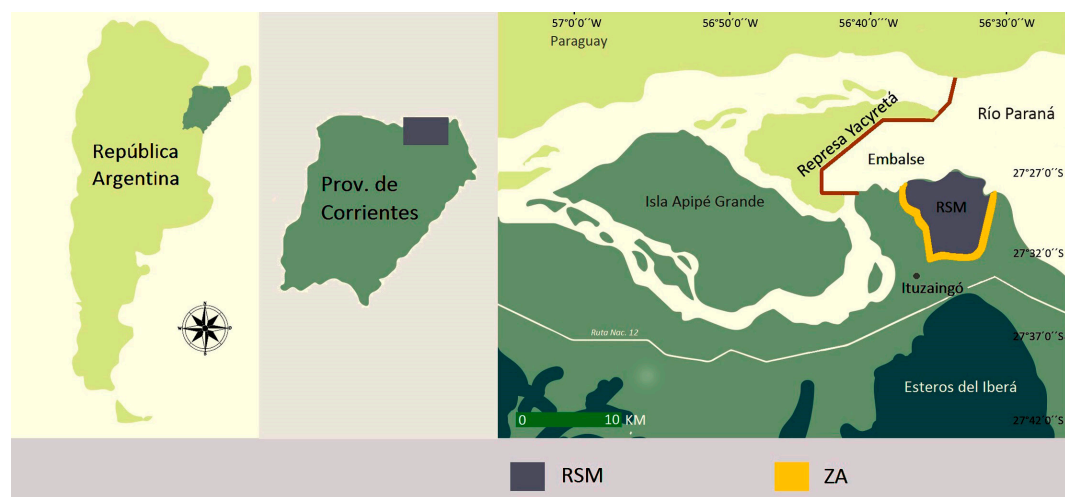 República
Argentina
N
W
S
Prov. de
Corrientes
57°0´0´´W
56°50´0´´W
56°40´0´´´W
56°30´0´´W
Paraguay
Río Paraná
Represa Yacyretá
Embalse
27°27´0´´S
Isla Apipé Grande
RSM
27°32´0´´S
Ituzaingó
Ruta Nac. 12
27°37´0´´S
Esteros del Iberá
0 10 KM
27°42´0´´S
RSM
ZA